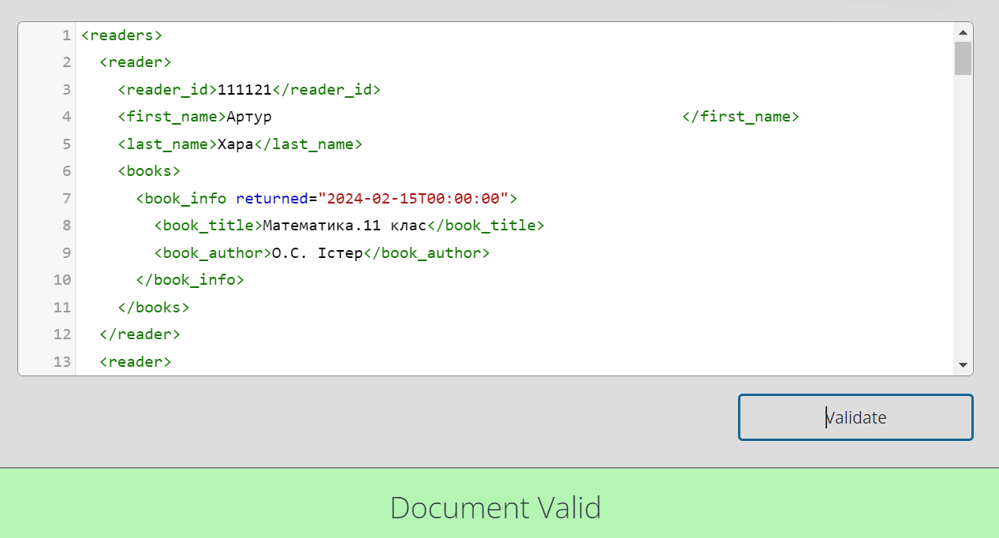 1 <readers>
2   <reader>
3     <reader_id>111121</reader_id>
4     <first_name>Артур                                             </first_name>
5     <last_name>Хара</last_name>
6     <books>
7       <book_info returned="2024-02-15T00:00:00">
8         <book_title>Математика.11 клас</book_title>
9         <book_author>О.С. Істер</book_author>
10       </book_info>
11     </books>
12   </reader>
13   <reader>
Validate
Document Valid